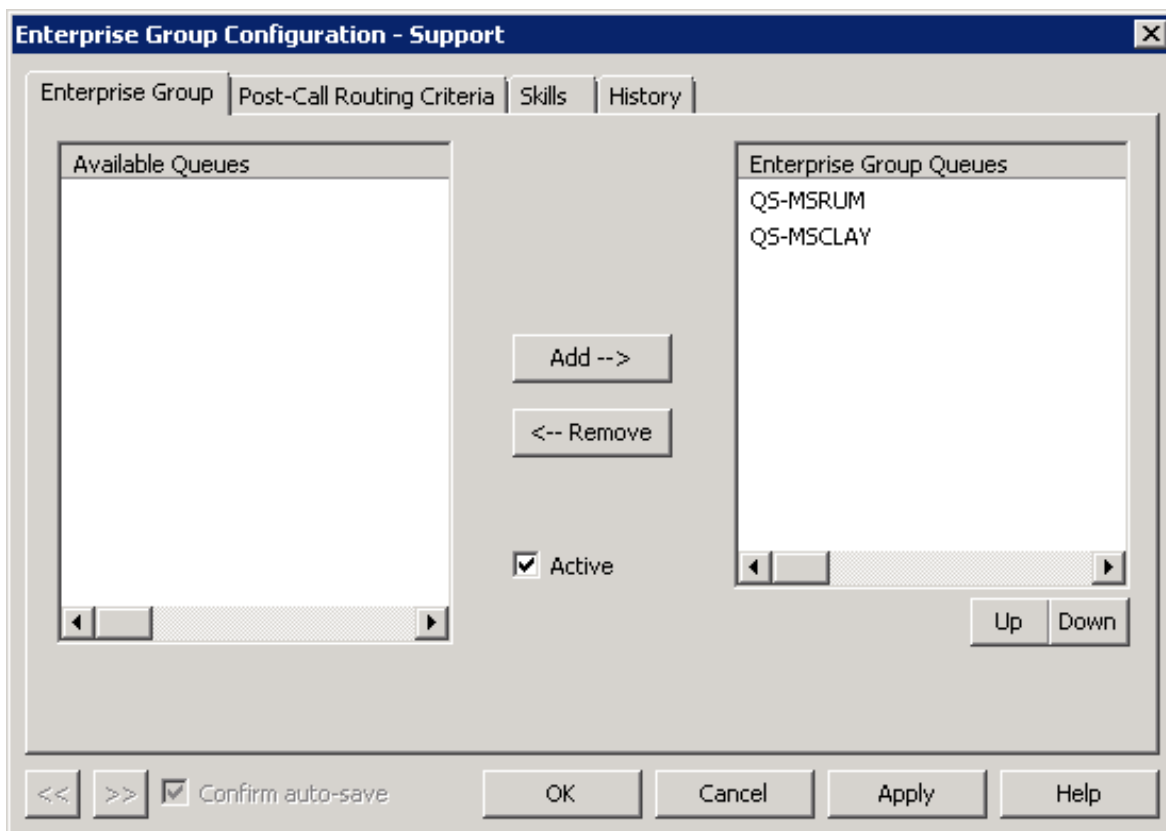 Enterprise Group Configuration - Support
Enterprise Group
Post-Call Routing Criteria
Skills
History
Available Queues
Enterprise Group Queues
QS-MSRUM
QS-MSCLAY
Add -->
<-- Remove
Active
Up
Down
<<
>>
Confirm auto-save
OK
Cancel
Apply
Help